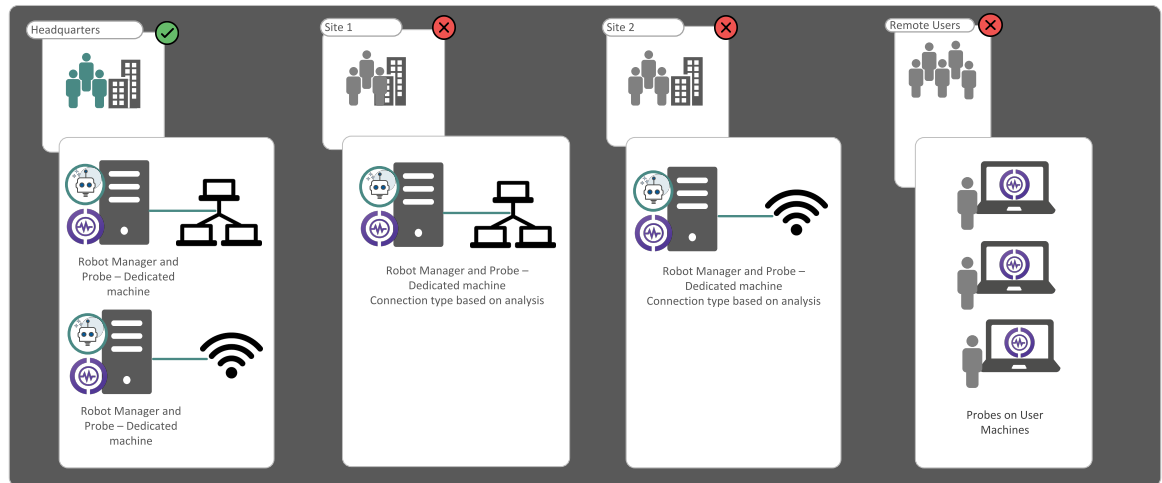 Headquarters
Site 1
Site 2
Remote Users
Robot Manager and
Probe – Dedicated
machine
Robot Manager and
Probe – Dedicated
machine
Robot Manager and Probe –
Dedicated machine
Connection type based on analysis
Robot Manager and Probe –
Dedicated machine
Connection type based on analysis
Probes on User
Machines